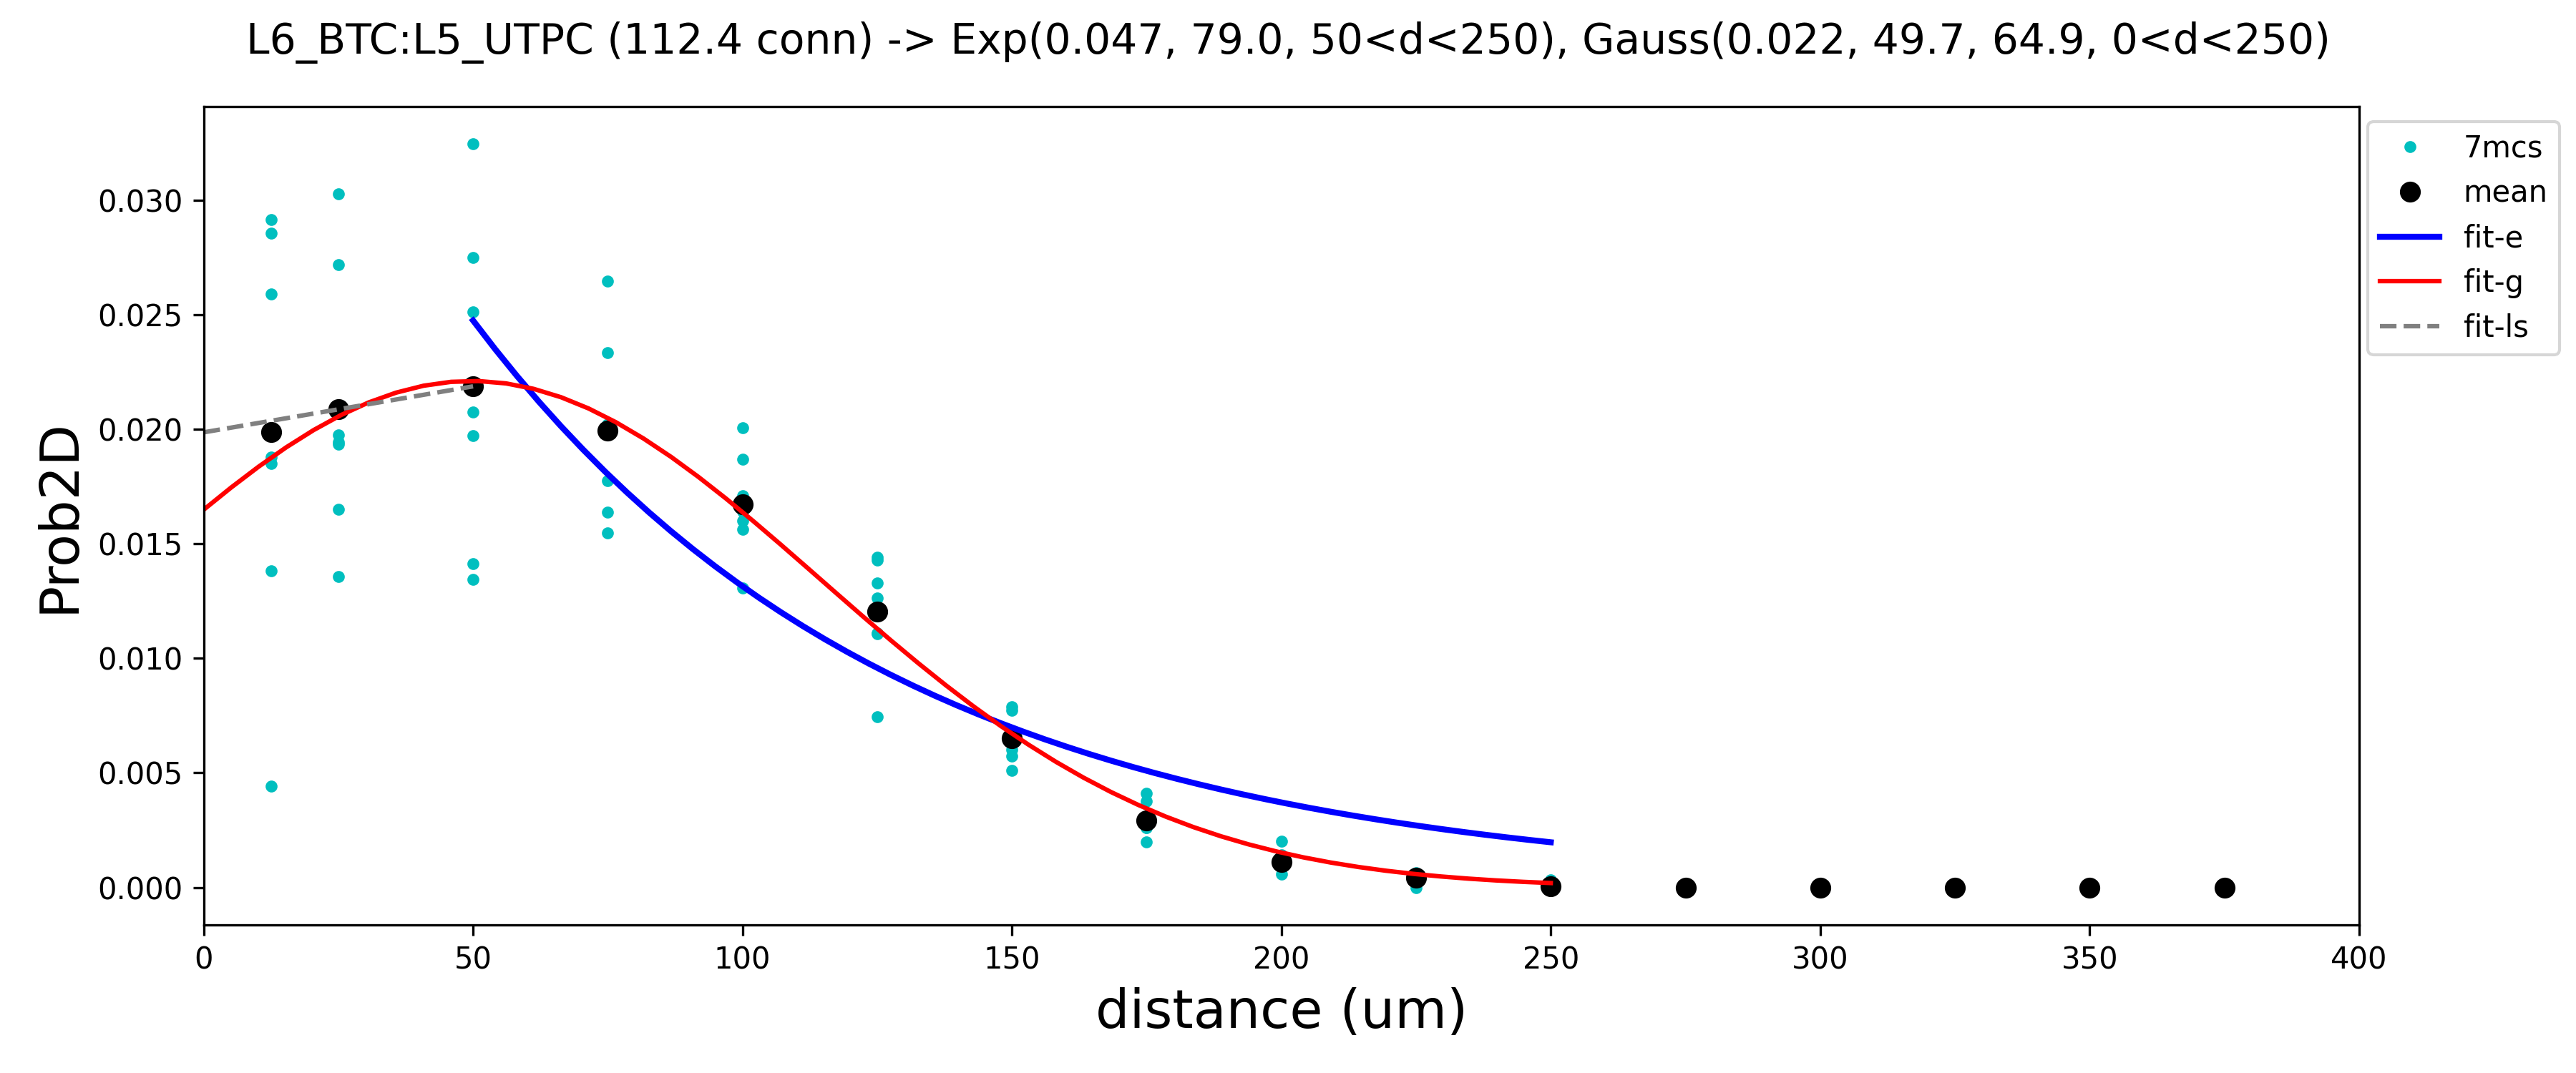 L6_BTC:L5_UTPC (112.4 conn) -> Exp(0.047, 79.0, 50<d<250), Gauss(0.022, 49.7, 64.9, 0<d<250)
7mcs
mean
fit-e
fit-g
fit-ls
Prob2D
0.030
0.025
0.020
0.015
0.010
0.005
0.000
0 50 100 150 200 250 300 350 400
distance (um)